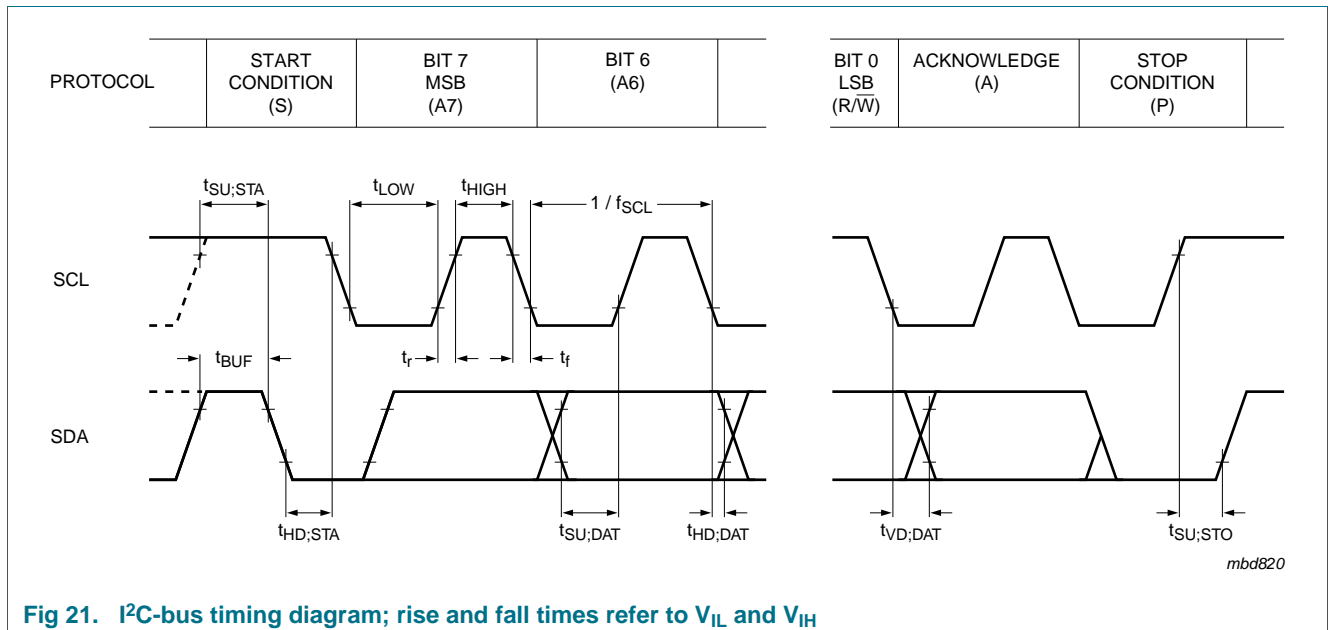 PROTOCOL
START
CONDITION
(S)
BIT 7
MSB
(A7)
BIT 6
(A6)
BIT 0
LSB
(R/W̅)
ACKNOWLEDGE
(A)
STOP
CONDITION
(P)
tSU;STA
tLOW
tHIGH
1 / fSCL
SCL
tBUF
tr
tf
SDA
tHD;STA
tSU;DAT
tHD;DAT
tVD;DAT
tSU;STO
mbd820
Fig 21. I²C-bus timing diagram; rise and fall times refer to VIL and VIH